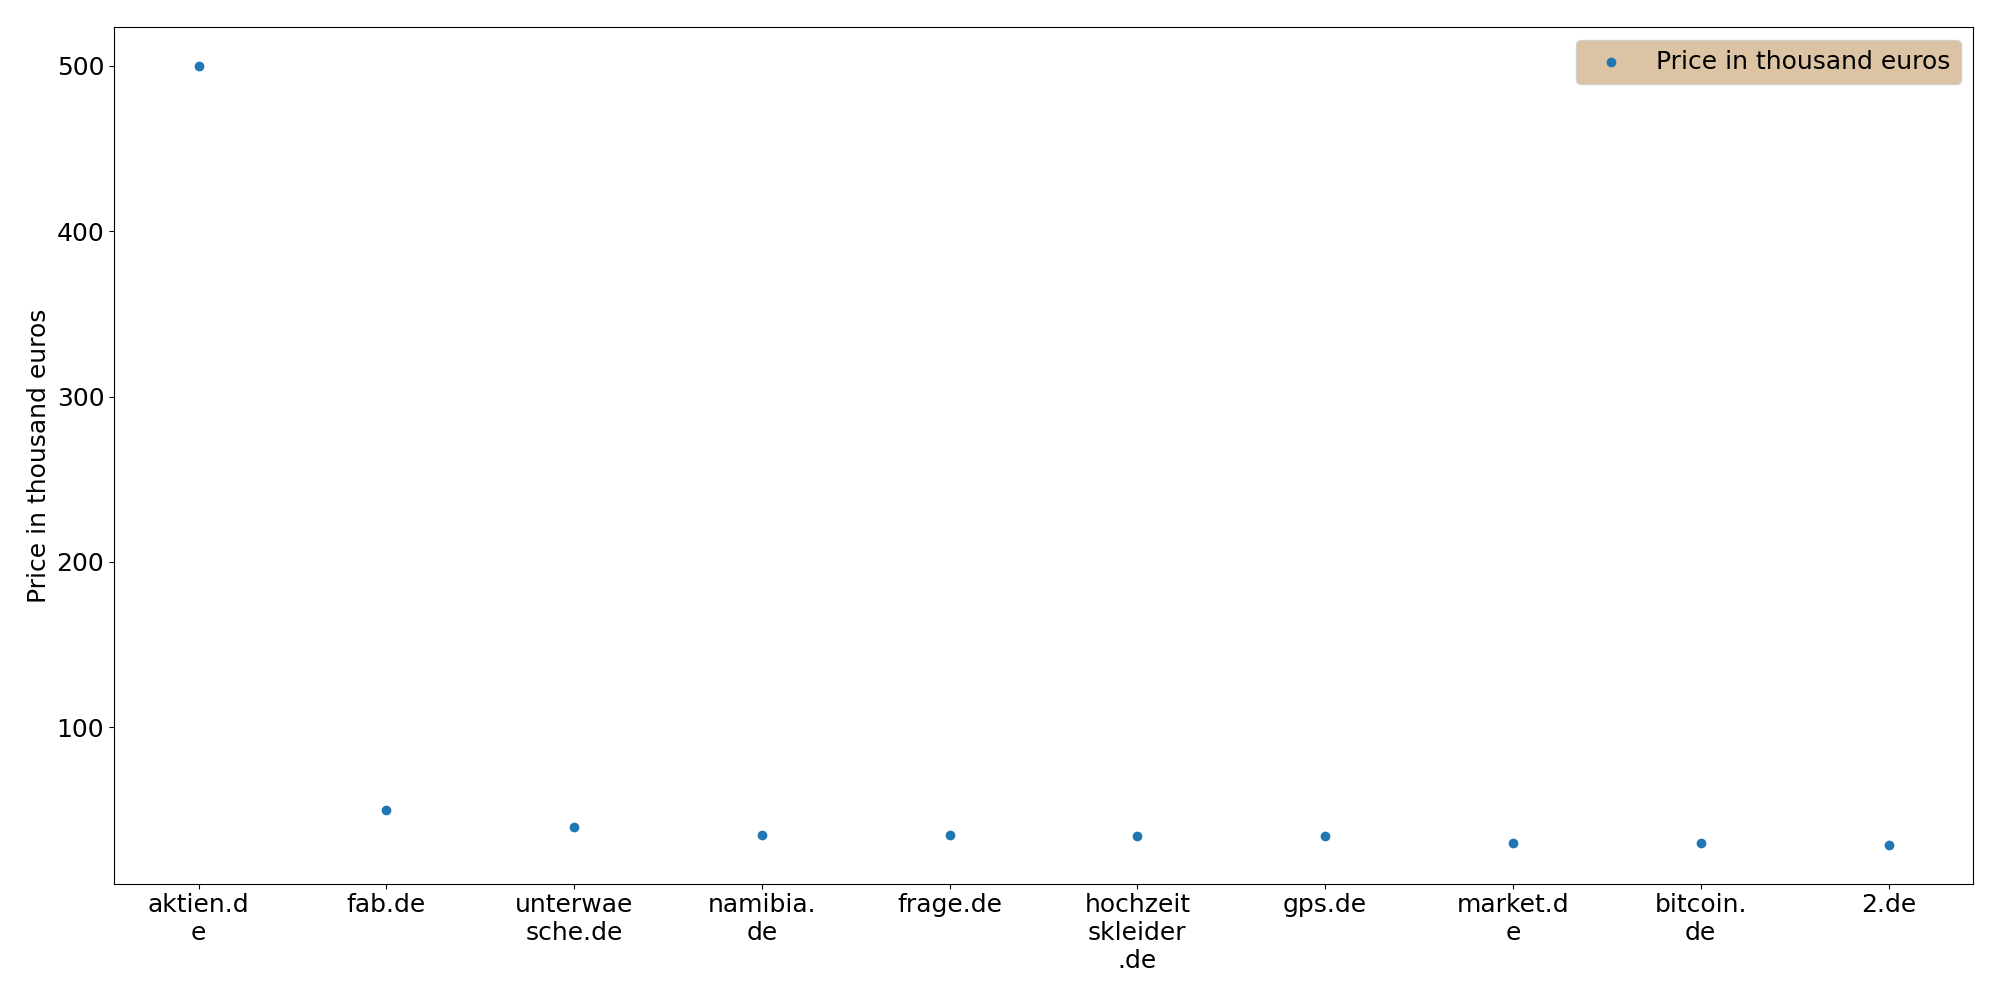 500
400
300
200
100
Price in thousand euros
Price in thousand euros
aktien.d
e
fab.de
unterwae
sche.de
namibia.
de
frage.de
hochzeit
skleider
.de
gps.de
market.d
e
bitcoin.
de
2.de